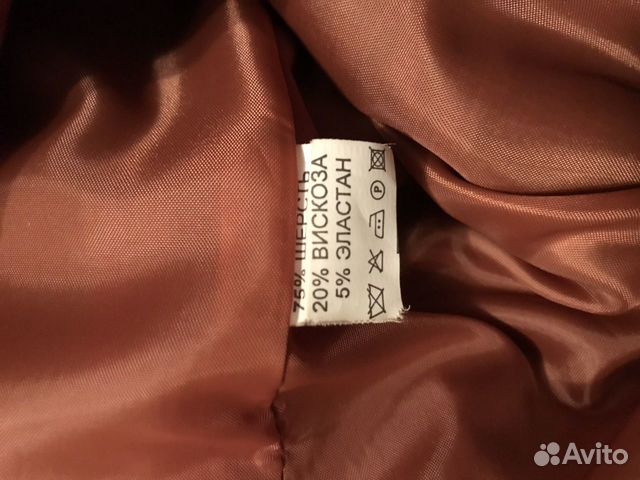 75% ШЕРСТЬ
20% ВИСКОЗА
5% ЭЛАСТАН
P
Avito